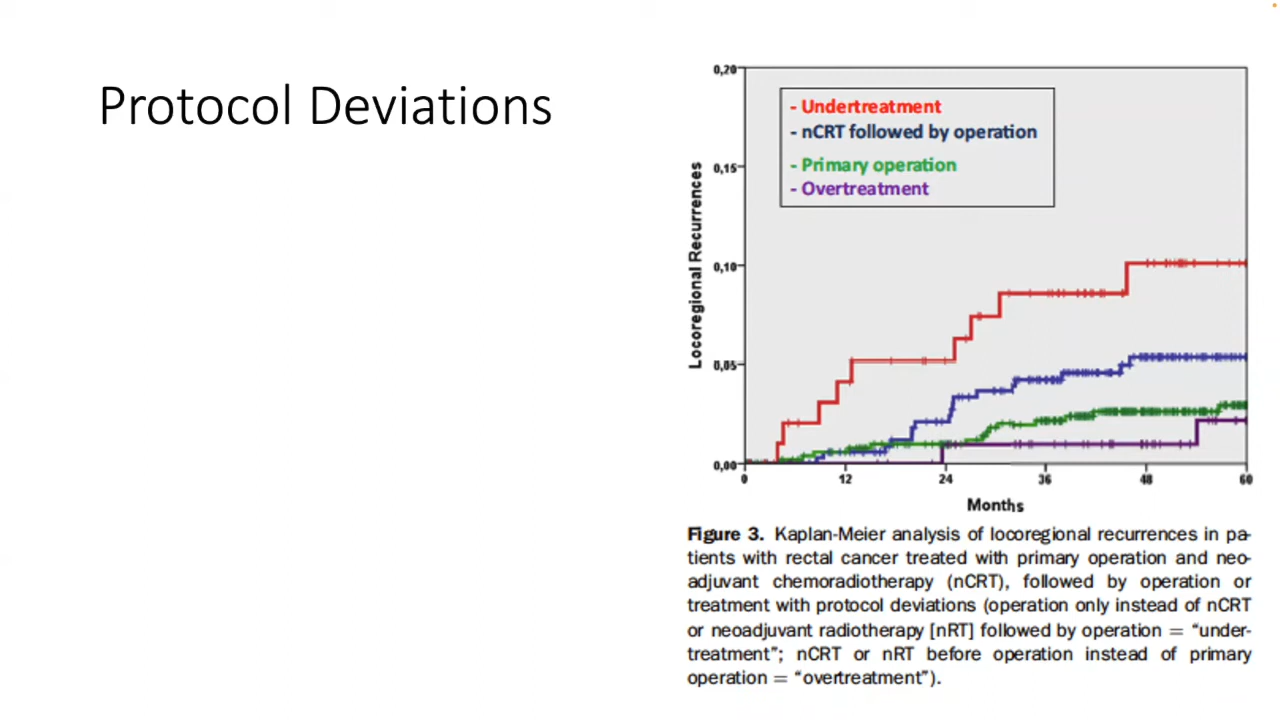 Protocol Deviations
0,20
0,15
0,10
0,05
0,00
Locoregional Recurrences
- Undertreatment
- nCRT followed by operation
- Primary operation
- Overtreatment
0 12 24 36 48 60
Months
Figure 3. Kaplan-Meier analysis of locoregional recurrences in pa-
tients with rectal cancer treated with primary operation and neo-
adjuvant chemoradiotherapy (nCRT), followed by operation or
treatment with protocol deviations (operation only instead of nCRT
or neoadjuvant radiotherapy [nRT] followed by operation = “under-
treatment”; nCRT or nRT before operation instead of primary
operation = “overtreatment”).